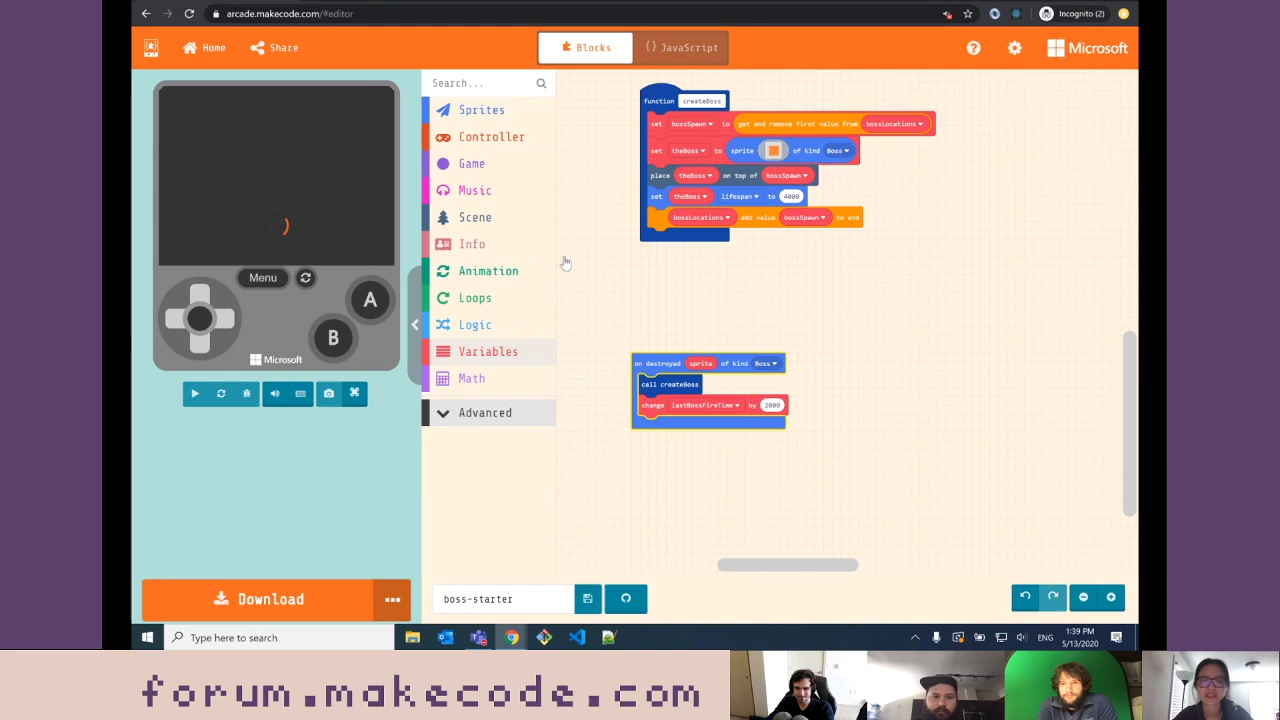 arcade.makecode.com/#editor
Incognito (2)
Home
Share
Blocks
{} JavaScript
?
Microsoft
Search...
Sprites
Controller
Game
Music
Scene
Info
Animation
Loops
Logic
Variables
Math
Advanced
Menu
A
B
Microsoft
function createBoss
set bossSpawn to get and remove first value from bossLocations
set theBoss to sprite of kind Boss
place theBoss on top of bossSpawn
set theBoss lifespan to 4000
bossLocations add value bossSpawn to end
on destroyed sprite of kind Boss
call createBoss
change lastBossFireTime by 2000
Download
...
boss-starter
Type here to search
ENG
1:39 PM
5/13/2020
forum.makecode.com